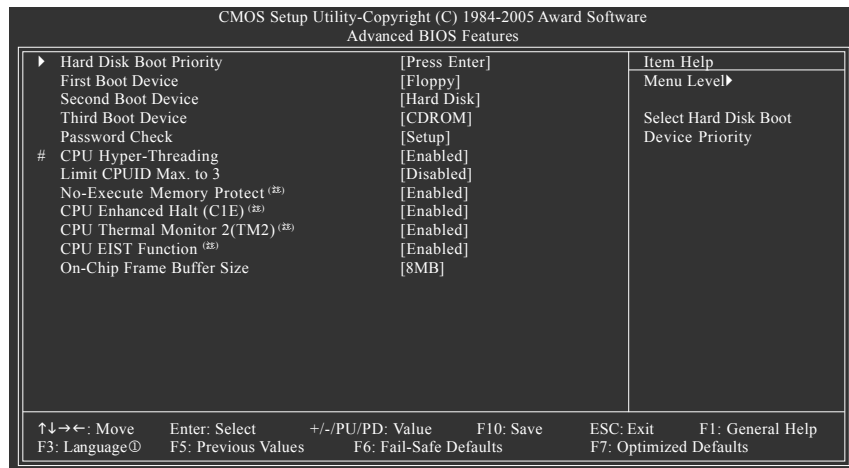 CMOS Setup Utility-Copyright (C) 1984-2005 Award Software
Advanced BIOS Features
Hard Disk Boot Priority [Press Enter]
First Boot Device [Floppy]
Second Boot Device [Hard Disk]
Third Boot Device [CDROM]
Password Check [Setup]
# CPU Hyper-Threading [Enabled]
Limit CPUID Max. to 3 [Disabled]
No-Execute Memory Protect (註) [Enabled]
CPU Enhanced Halt (C1E) (註) [Enabled]
CPU Thermal Monitor 2(TM2) (註) [Enabled]
CPU EIST Function (註) [Enabled]
On-Chip Frame Buffer Size [8MB]
Item Help
Menu Level▶
Select Hard Disk Boot
Device Priority
↑↓→←: Move Enter: Select +/-/PU/PD: Value F10: Save ESC: Exit F1: General Help
F3: Language① F5: Previous Values F6: Fail-Safe Defaults F7: Optimized Defaults